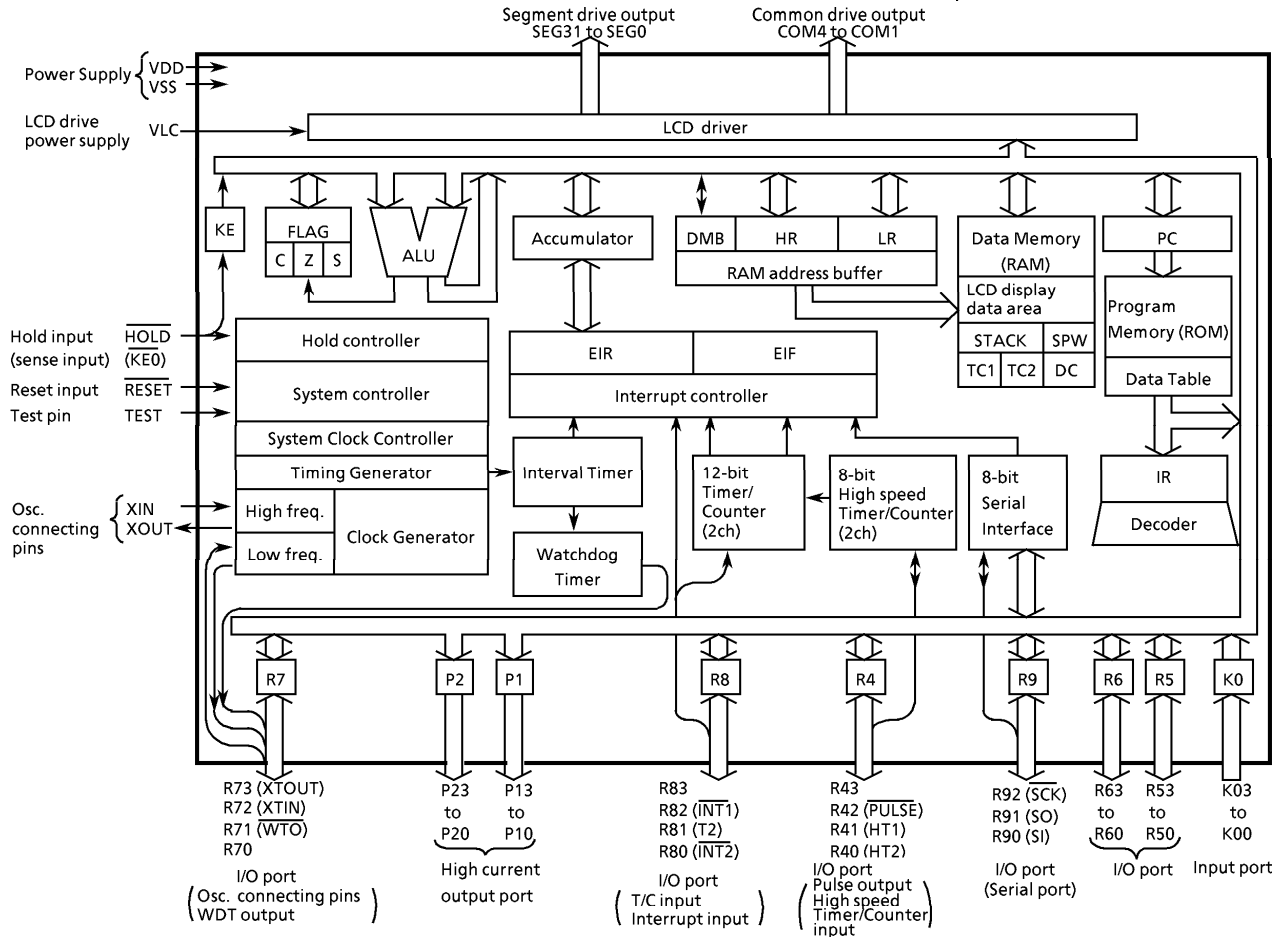 Segment drive output
SEG31 to SEG0
Common drive output
COM4 to COM1
Power Supply
VDD
VSS
LCD drive
power supply
VLC
LCD driver
KE
FLAG
C Z S
ALU
Accumulator
DMB HR LR
RAM address buffer
Data Memory
(RAM)
LCD display
data area
STACK SPW
TC1 TC2 DC
PC
Program
Memory (ROM)
Data Table
Hold input
(sense input)
HOLD
(KE0)
Reset input RESET
Test pin TEST
Hold controller
System controller
System Clock Controller
Timing Generator
High freq.
Low freq.
Clock Generator
EIR EIF
Interrupt controller
Interval Timer
Watchdog
Timer
12-bit
Timer/
Counter
(2ch)
8-bit
High speed
Timer/Counter
(2ch)
8-bit
Serial
Interface
IR
Decoder
Osc.
connecting
pins
XIN
XOUT
R7 P2 P1 R8 R4 R9 R6 R5 K0
R73 (XTOUT)
R72 (XTIN)
R71 (WTO)
R70
I/O port
(Osc. connecting pins
WDT output)
P23
to
P20
P13
to
P10
High current
output port
R83
R82 (INT1)
R81 (T2)
R80 (INT2)
I/O port
(T/C input
Interrupt input)
R43
R42 (PULSE)
R41 (HT1)
R40 (HT2)
I/O port
(Pulse output
High speed
Timer/Counter
input)
R92 (SCK)
R91 (SO)
R90 (SI)
I/O port
(Serial port)
R63
to
R60
R53
to
R50
I/O port
K03
to
K00
Input port